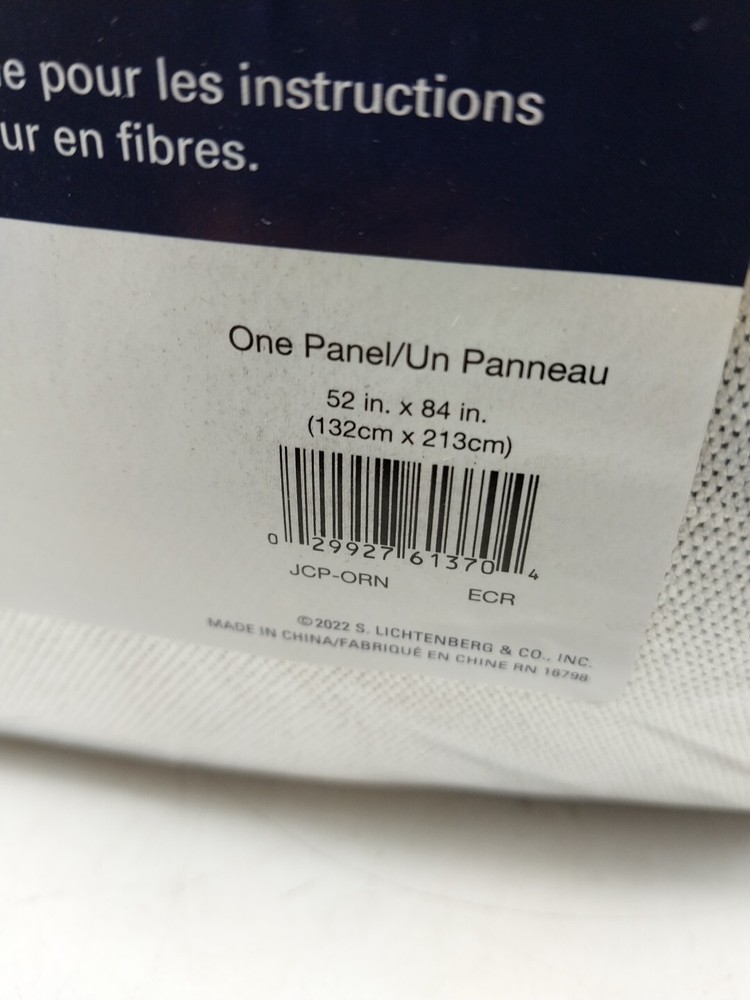 pour les instructions
en fibres.
One Panel/Un Panneau
52 in. x 84 in.
(132cm x 213cm)
0 29927 61370 4
JCP-ORN ECR
©2022 S. LICHTENBERG & CO., INC.
MADE IN CHINA/FABRIQUÉ EN CHINE RN 16798